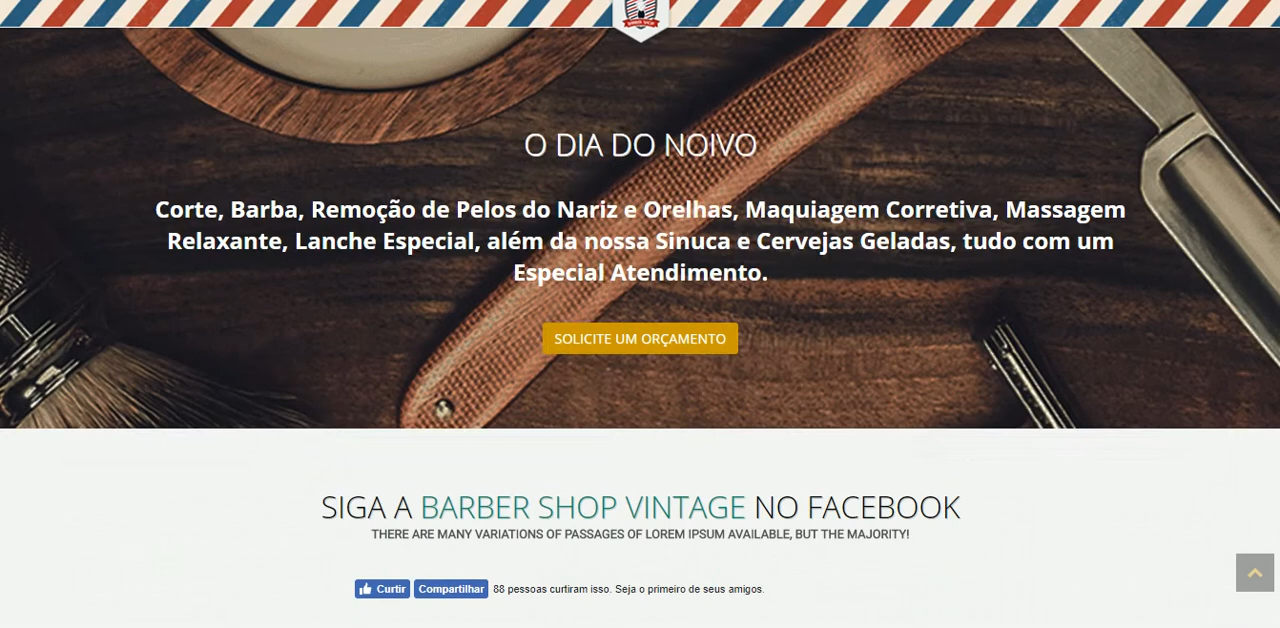 BARBER SHOP
O DIA DO NOIVO
Corte, Barba, Remoção de Pelos do Nariz e Orelhas, Maquiagem Corretiva, Massagem
Relaxante, Lanche Especial, além da nossa Sinuca e Cervejas Geladas, tudo com um
Especial Atendimento.
SOLICITE UM ORÇAMENTO
SIGA A BARBER SHOP VINTAGE NO FACEBOOK
THERE ARE MANY VARIATIONS OF PASSAGES OF LOREM IPSUM AVAILABLE, BUT THE MAJORITY!
Curtir Compartilhar 88 pessoas curtiram isso. Seja o primeiro de seus amigos.